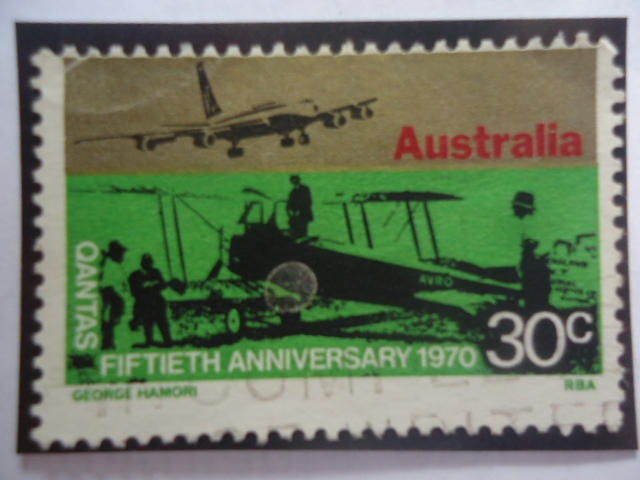 Australia
QANTAS
AVRO
30c
FIFTIETH ANNIVERSARY 1970
GEORGE HAMORI
RBA